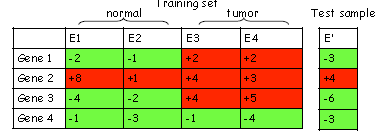 Training set
normal tumor Test sample
E1 E2 E3 E4 E'
Gene 1 -2 -1 +2 +2 -3
Gene 2 +8 +1 +4 +3 +4
Gene 3 -4 -2 +4 +5 -6
Gene 4 -1 -3 -1 -4 -3